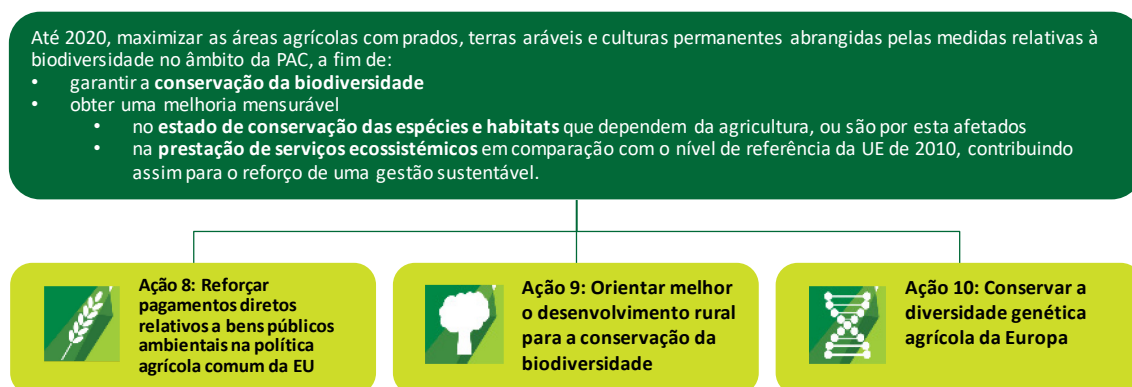 Até 2020, maximizar as áreas agrícolas com prados, terras aráveis e culturas permanentes abrangidas pelas medidas relativas à
biodiversidade no âmbito da PAC, a fim de:
• garantir a conservação da biodiversidade
• obter uma melhoria mensurável
• no estado de conservação das espécies e habitats que dependem da agricultura, ou são por esta afetados
• na prestação de serviços ecossistémicos em comparação com o nível de referência da UE de 2010, contribuindo
assim para o reforço de uma gestão sustentável.
Ação 8: Reforçar
pagamentos diretos
relativos a bens públicos
ambientais na política
agrícola comum da EU
Ação 9: Orientar melhor
o desenvolvimento rural
para a conservação da
biodiversidade
Ação 10: Conservar a
diversidade genética
agrícola da Europa